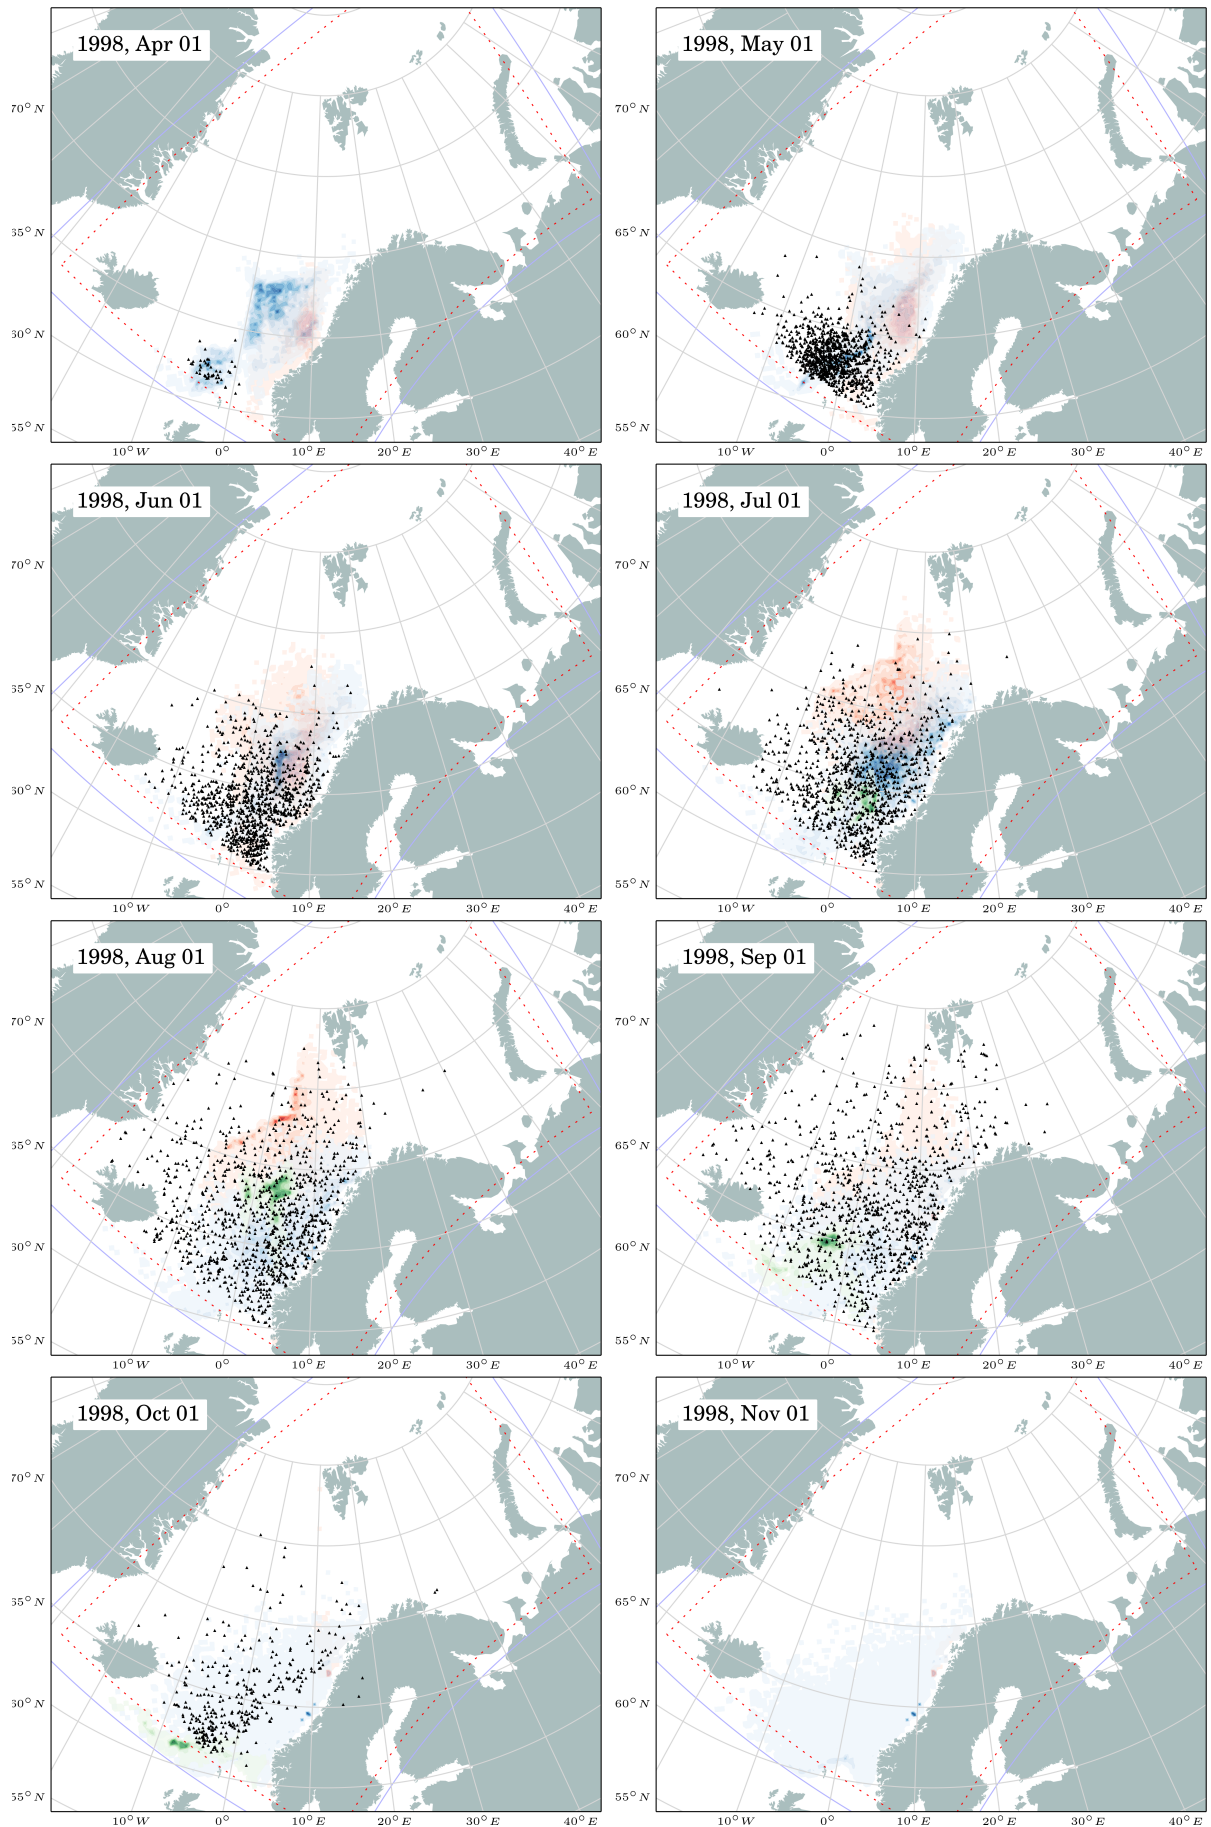 1998, Apr 01
70° N
65° N
60° N
55° N
10° W
0°
10° E
20° E
30° E
40° E
1998, May 01
70° N
65° N
60° N
55° N
10° W
0°
10° E
20° E
30° E
40° E
1998, Jun 01
70° N
65° N
60° N
55° N
10° W
0°
10° E
20° E
30° E
40° E
1998, Jul 01
70° N
65° N
60° N
55° N
10° W
0°
10° E
20° E
30° E
40° E
1998, Aug 01
70° N
65° N
60° N
55° N
10° W
0°
10° E
20° E
30° E
40° E
1998, Sep 01
70° N
65° N
60° N
55° N
10° W
0°
10° E
20° E
30° E
40° E
1998, Oct 01
70° N
65° N
60° N
55° N
10° W
0°
10° E
20° E
30° E
40° E
1998, Nov 01
70° N
65° N
60° N
55° N
10° W
0°
10° E
20° E
30° E
40° E